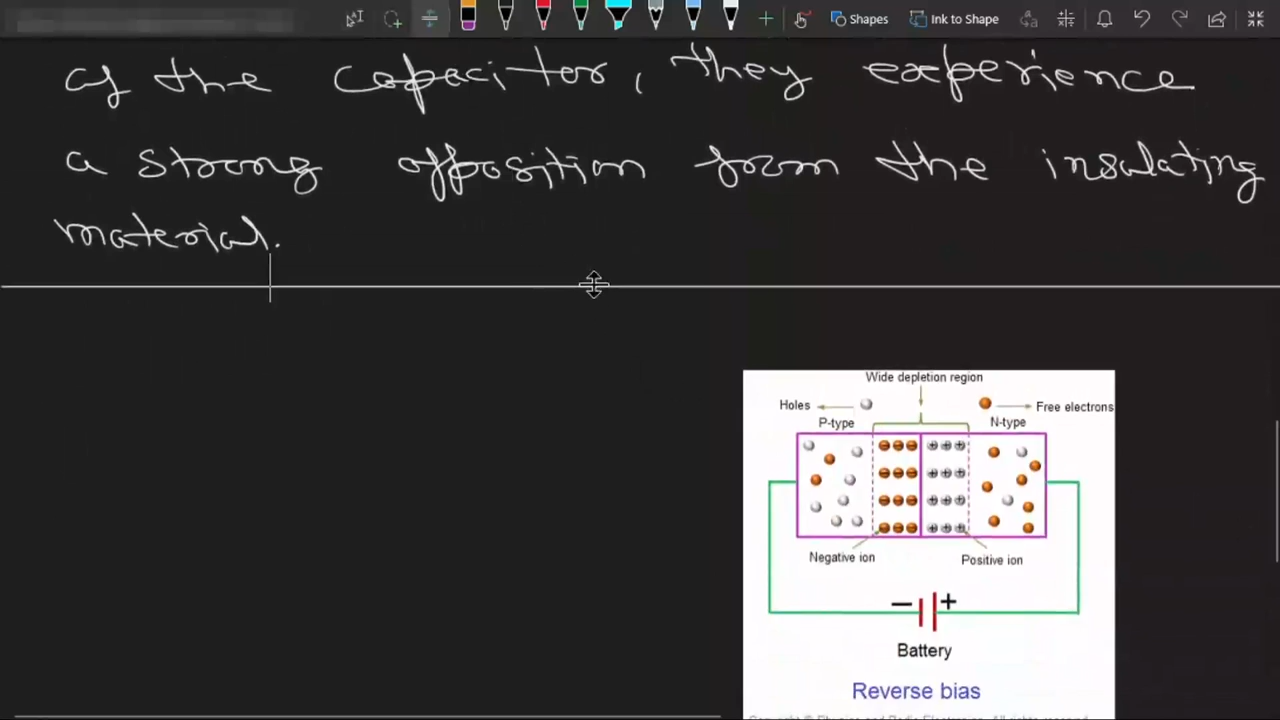 Shapes
Ink to Shape
of the capacitor, they experience
a strong opposition from the insulating
material.
Wide depletion region
Holes
Free electrons
P-type
N-type
Negative ion
Positive ion
− +
Battery
Reverse bias